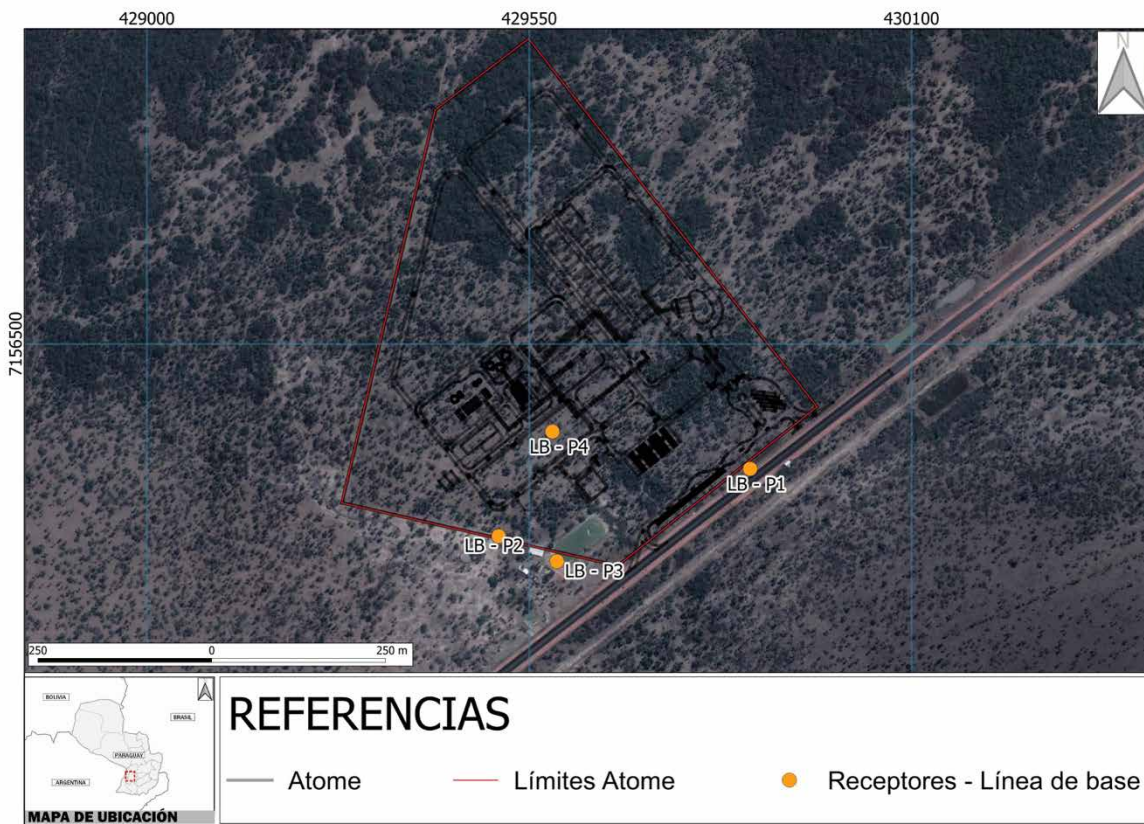 429000
429550
430100
N
7156500
LB - P4
LB - P1
LB - P2
LB - P3
250
0
250 m
BOLIVIA
BRASIL
PARAGUAY
ARGENTINA
MAPA DE UBICACIÓN
REFERENCIAS
Atome
Límites Atome
Receptores - Línea de base